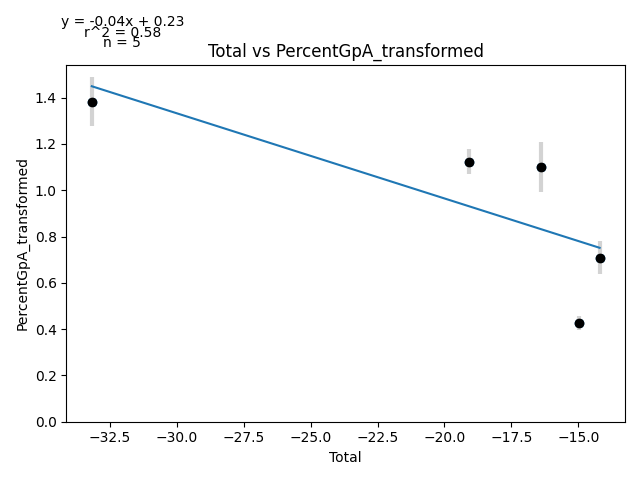 y = -0.04x + 0.23
r^2 = 0.58
n = 5
Total vs PercentGpA_transformed
PercentGpA_transformed
1.4
1.2
1.0
0.8
0.6
0.4
0.2
0.0
−32.5 −30.0 −27.5 −25.0 −22.5 −20.0 −17.5 −15.0
Total